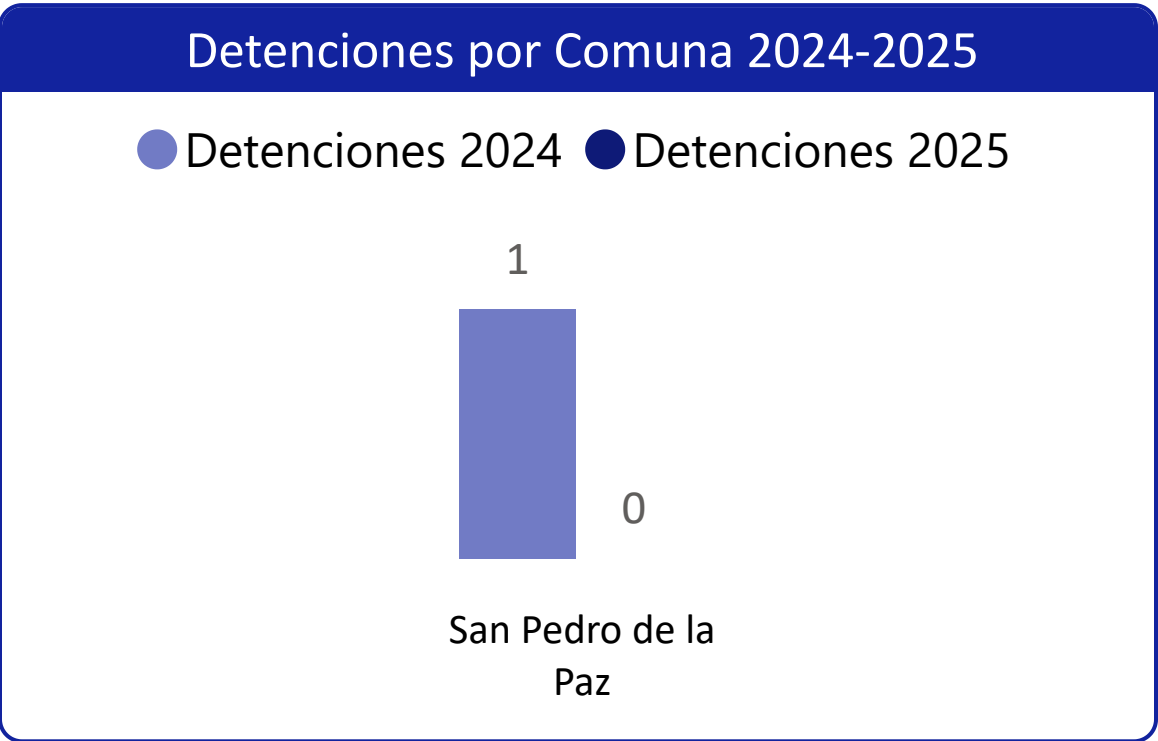 Detenciones por Comuna 2024-2025
Detenciones 2024 Detenciones 2025
1
0
San Pedro de la
Paz